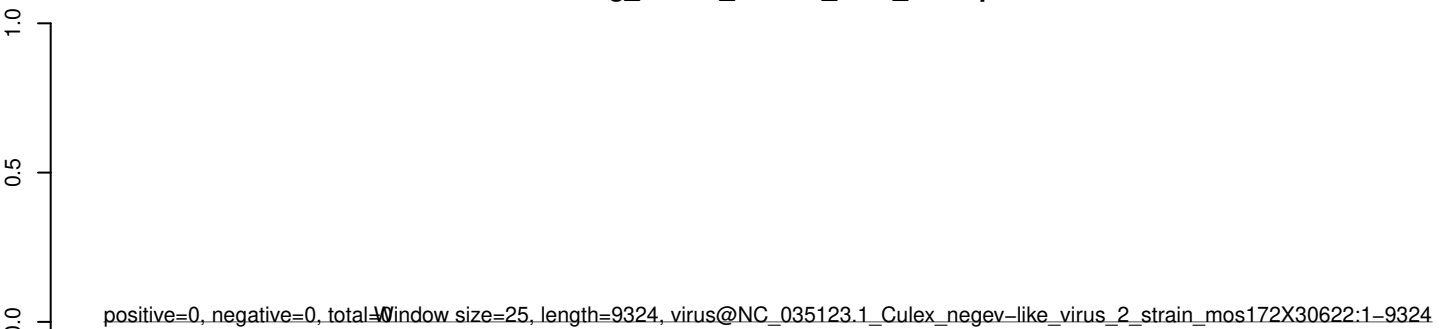 1.0
0.5
0.0
positive=0, negative=0, total=0
Window size=25, length=9324, virus@NC_035123.1_Culex_negev−like_virus_2_strain_mos172X30622:1−9324